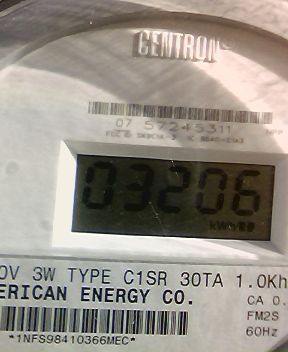 CENTRON
07 57245311
03206
0V 3W TYPE C1SR 30TA 1.0Kh
ERICAN ENERGY CO.
CA 0.
FM2S
60Hz
*1NFS98410366MEC*